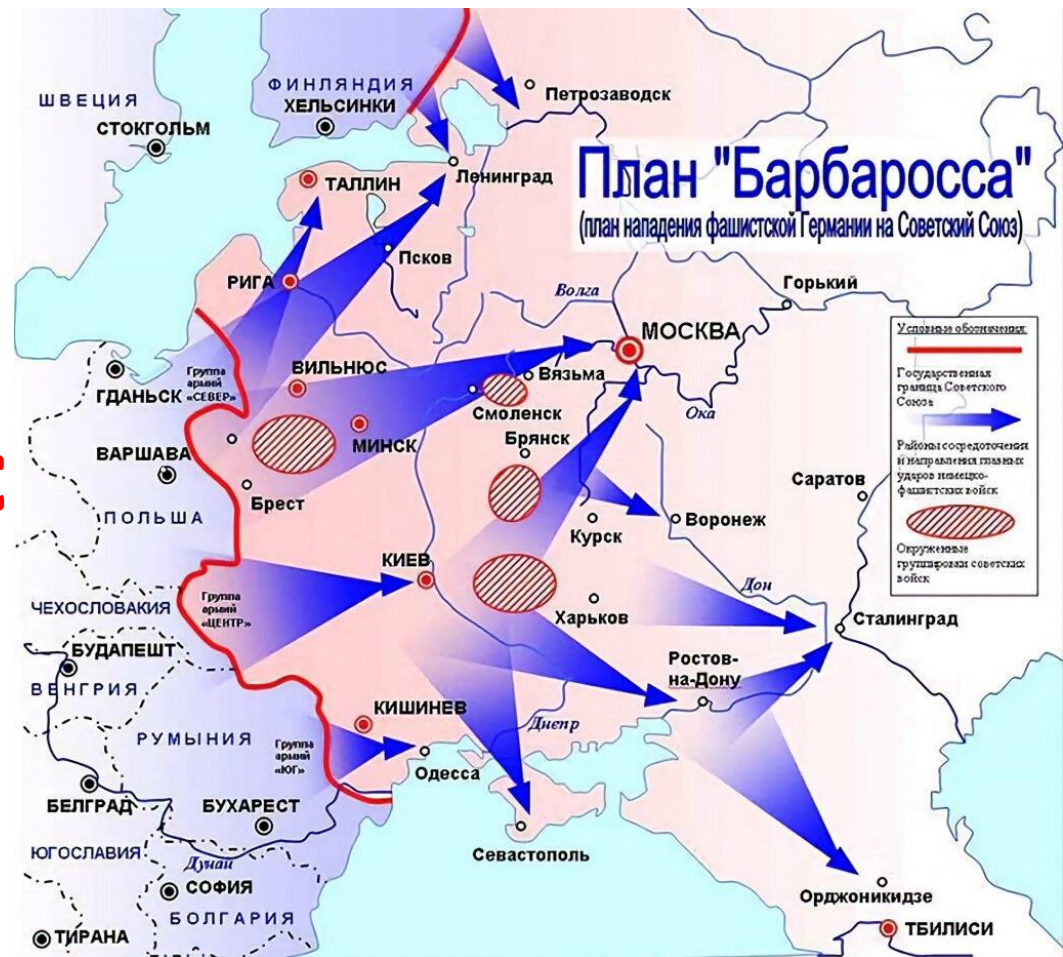 ШВЕЦИЯ
СТОКГОЛЬМ
ФИНЛЯНДИЯ
ХЕЛЬСИНКИ
Петрозаводск
План "Барбаросса"
(план нападения фашистской Германии на Советский Союз)
ТАЛЛИН
Ленинград
Псков
РИГА
Волга
Горький
МОСКВА
Вязьма
Ока
Смоленск
Брянск
Группа
армий
«СЕВЕР»
ВИЛЬНЮС
МИНСК
ГДАНЬСК
ВАРШАВА
ПОЛЬША
Брест
Условные обозначения:
Государственная
граница Советского
Союза
Районы сосредоточения
и направления главных
ударов немецко-
фашистских войск
Окруженные
группировки советских
войск
Саратов
Воронеж
Курск
КИЕВ
Харьков
Дон
Сталинград
Ростов-
на-Дону
ЧЕХОСЛОВАКИЯ
Группа
армий
«ЦЕНТР»
БУДАПЕШТ
ВЕНГРИЯ
РУМЫНИЯ
Группа
армий
«ЮГ»
КИШИНЕВ
Днепр
Одесса
БЕЛГРАД
БУХАРЕСТ
Севастополь
ЮГОСЛАВИЯ
Дунай
СОФИЯ
БОЛГАРИЯ
ТИРАНА
Орджоникидзе
ТБИЛИСИ